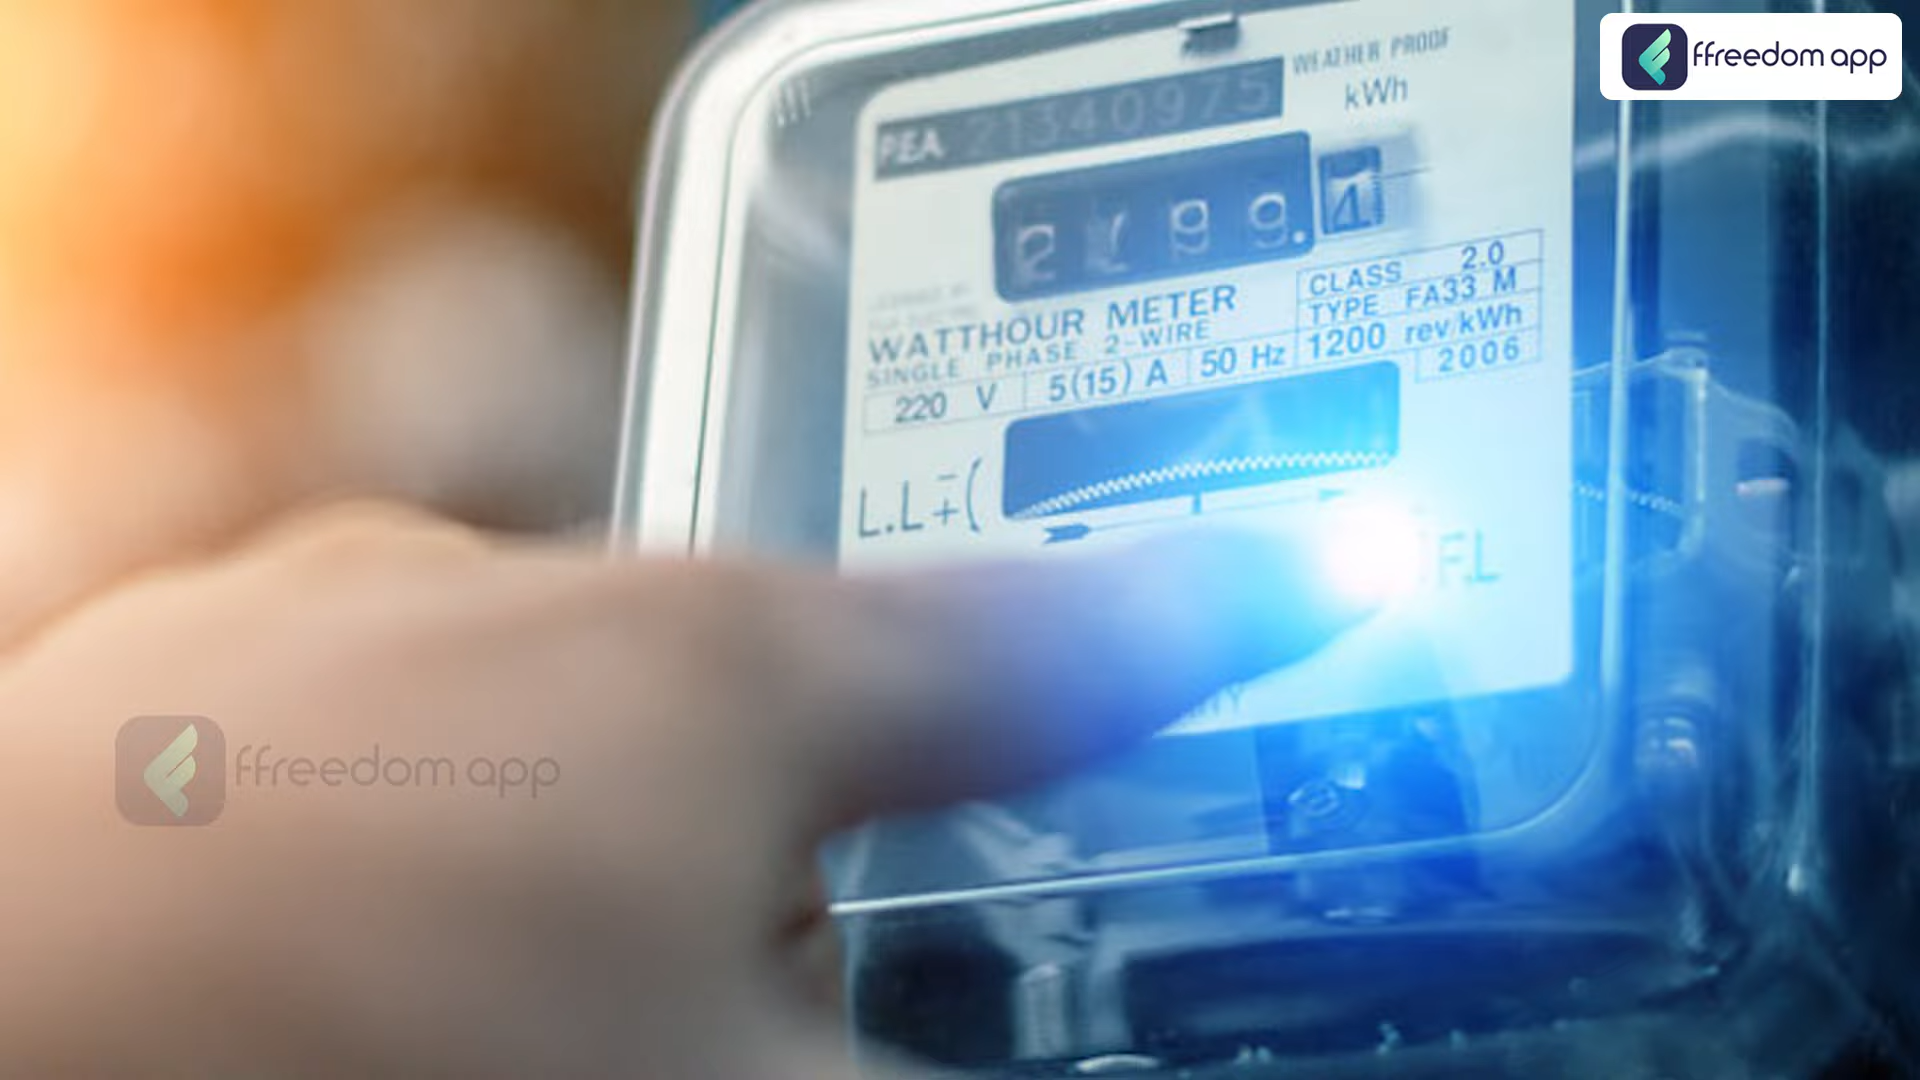 ffreedom app
WEATHER PROOF
kWh
PEA 21340975
99.
WATTHOUR METER
SINGLE PHASE 2-WIRE
CLASS 2.0
TYPE FA33 M
220 V 5(15) A 50 Hz 1200 rev/kWh
2006
L.L - + (
F.L
ffreedom app